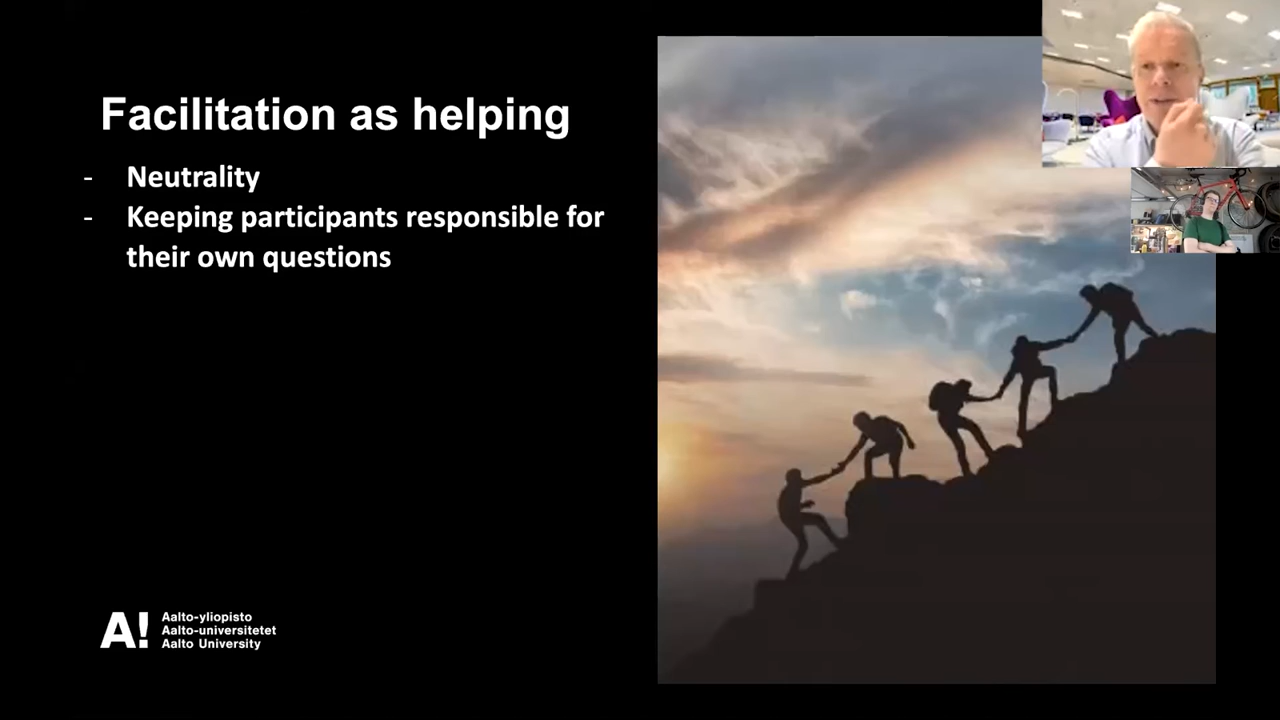 Facilitation as helping
- Neutrality
- Keeping participants responsible for
their own questions
A! Aalto-yliopisto
Aalto-universitetet
Aalto University